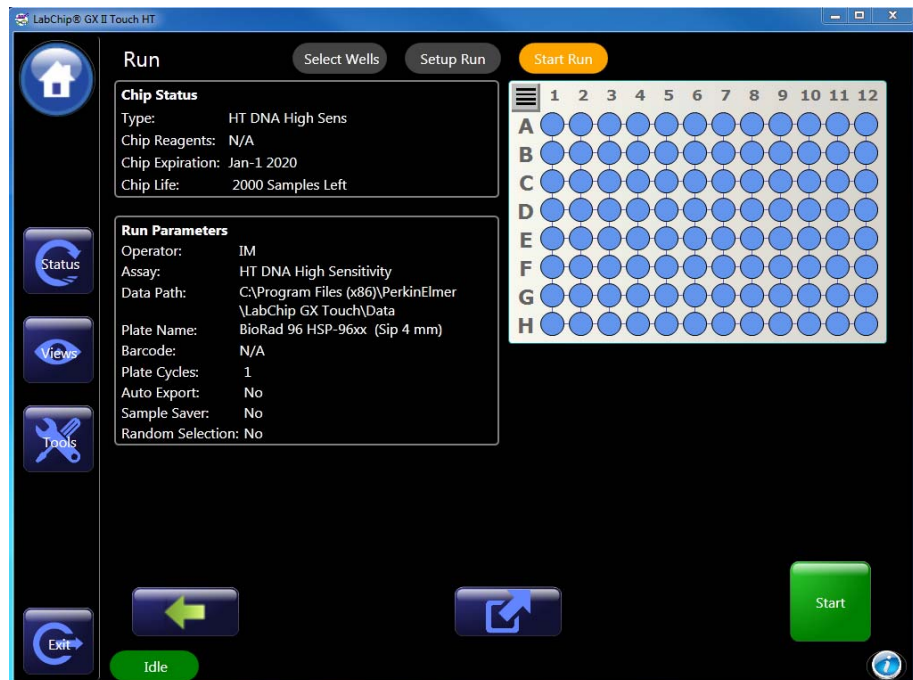 LabChip® GX II Touch HT
Run
Select Wells
Setup Run
Start Run
Chip Status
Type: HT DNA High Sens
Chip Reagents: N/A
Chip Expiration: Jan-1 2020
Chip Life: 2000 Samples Left
1 2 3 4 5 6 7 8 9 10 11 12
A
B
C
D
E
F
G
H
Run Parameters
Operator: IM
Assay: HT DNA High Sensitivity
Data Path: C:\Program Files (x86)\PerkinElmer
\LabChip GX Touch\Data
Plate Name: BioRad 96 HSP-96xx (Sip 4 mm)
Barcode: N/A
Plate Cycles: 1
Auto Export: No
Sample Saver: No
Random Selection: No
Status
Views
Tools
Exit
Start
Idle